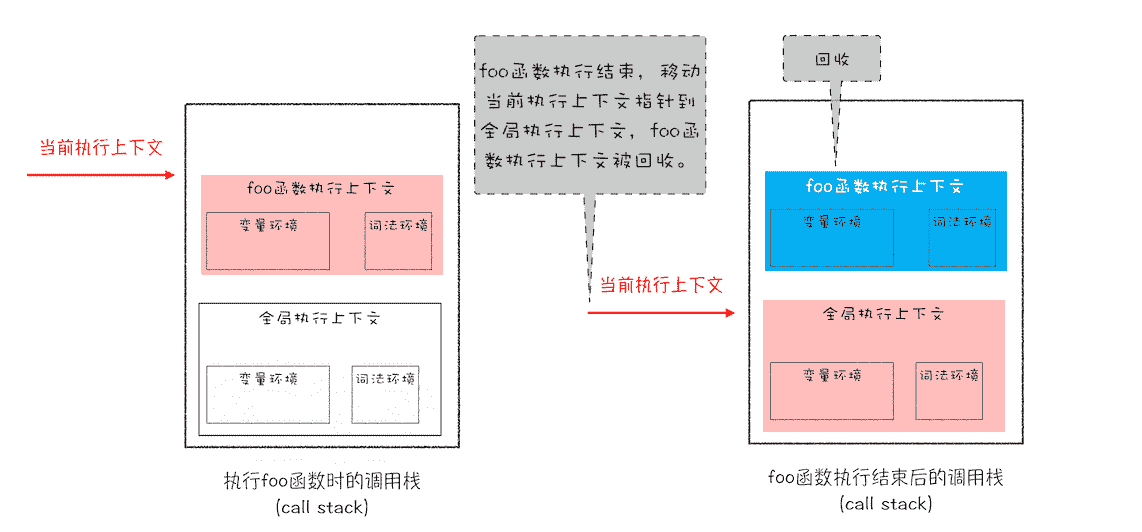 当前执行上下文
foo函数执行上下文
变量环境
词法环境
全局执行上下文
变量环境
词法环境
执行foo函数时的调用栈
(call stack)
foo函数执行结束，移动
当前执行上下文指针到
全局执行上下文，foo函
数执行上下文被回收。
当前执行上下文
回收
foo函数执行上下文
变量环境
词法环境
全局执行上下文
变量环境
词法环境
foo函数执行结束后的调用栈
(call stack)